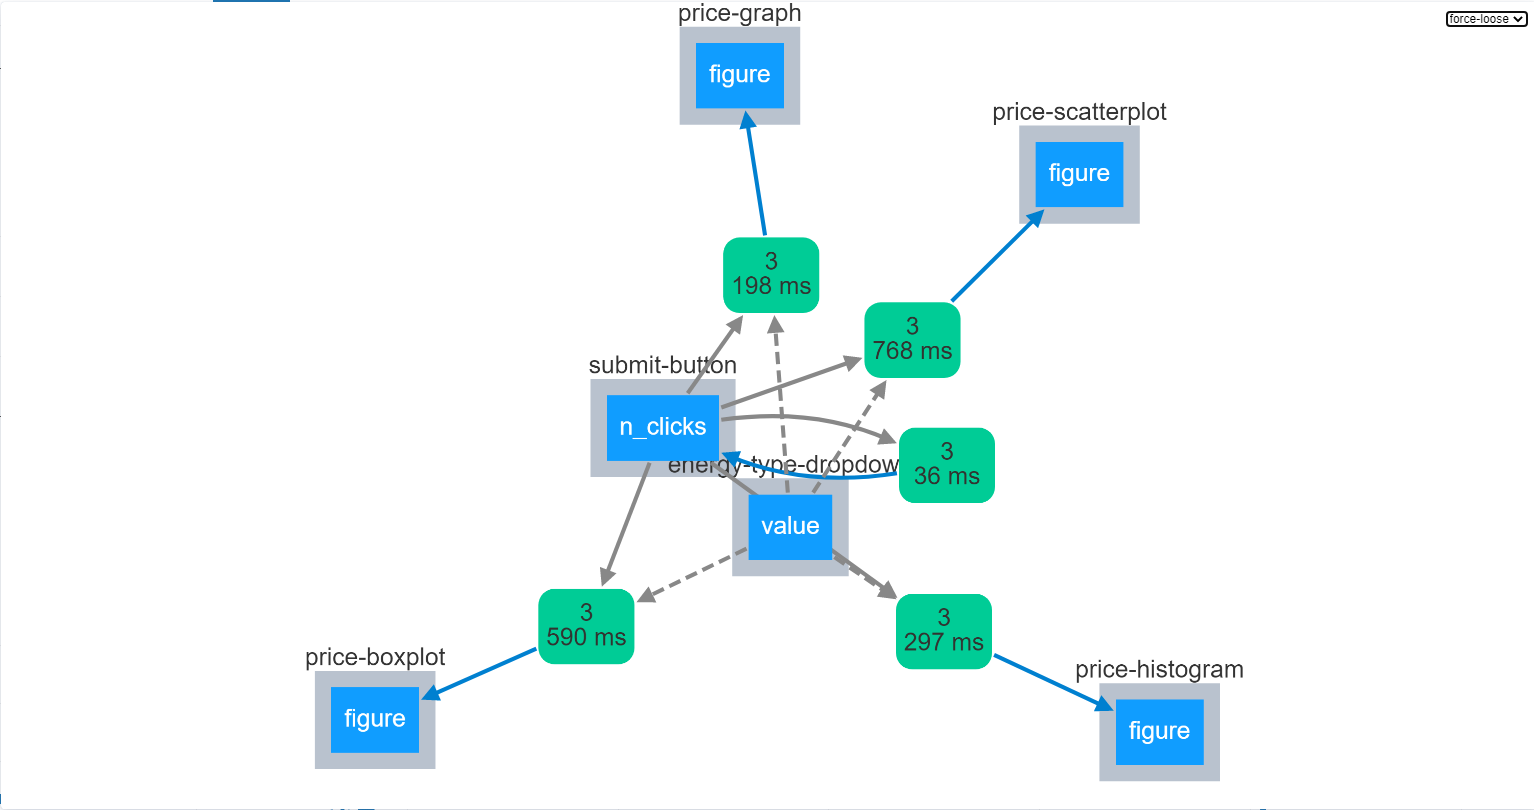 price-graph
force-loose
figure
price-scatterplot
figure
3
198 ms
3
768 ms
submit-button
n_clicks
3
36 ms
energy-type-dropdow
value
3
590 ms
3
297 ms
price-boxplot
figure
price-histogram
figure